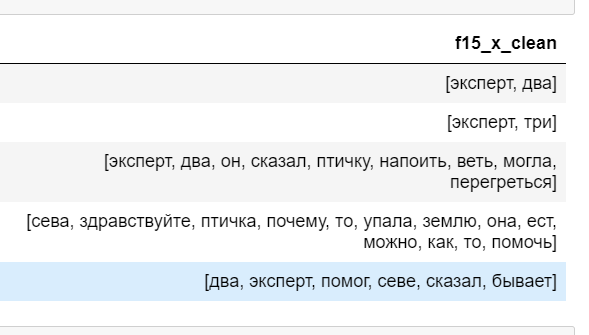 f15_x_clean
[эксперт, два]
[эксперт, три]
[эксперт, два, он, сказал, птичку, напоить, веть, могла,
перегреться]
[сева, здравствуйте, птичка, почему, то, упала, землю, она, ест,
можно, как, то, помочь]
[два, эксперт, помог, севе, сказал, бывает]